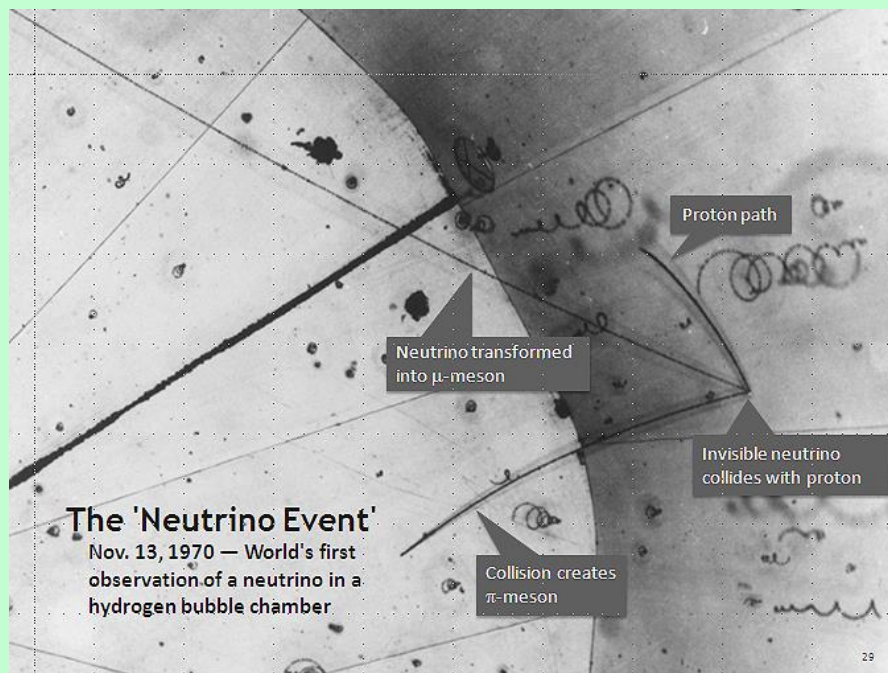 Proton path
Neutrino transformed
into μ-meson
Invisible neutrino
collides with proton
The 'Neutrino Event'
Nov. 13, 1970 — World's first
observation of a neutrino in a
hydrogen bubble chamber
Collision creates
π-meson
29